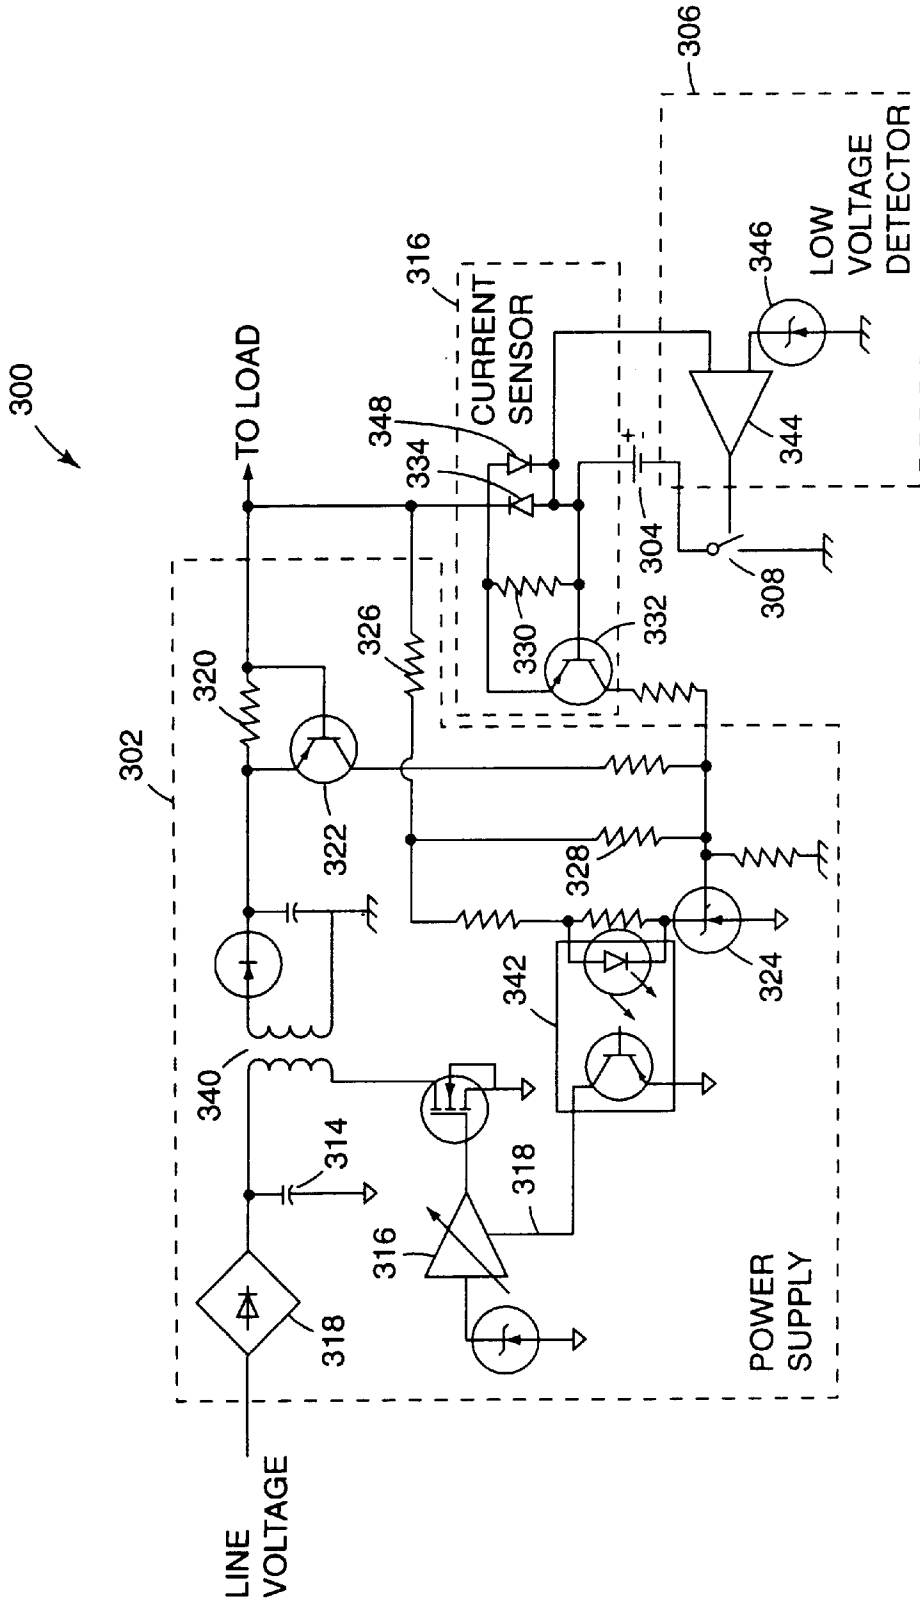 300
LINE
VOLTAGE
302
320
322
340
314
318
316
318
342
326
328
324
POWER
SUPPLY
TO LOAD
316
CURRENT
SENSOR
348
334
330
332
304
+
-
308
306
344
346
LOW
VOLTAGE
DETECTOR